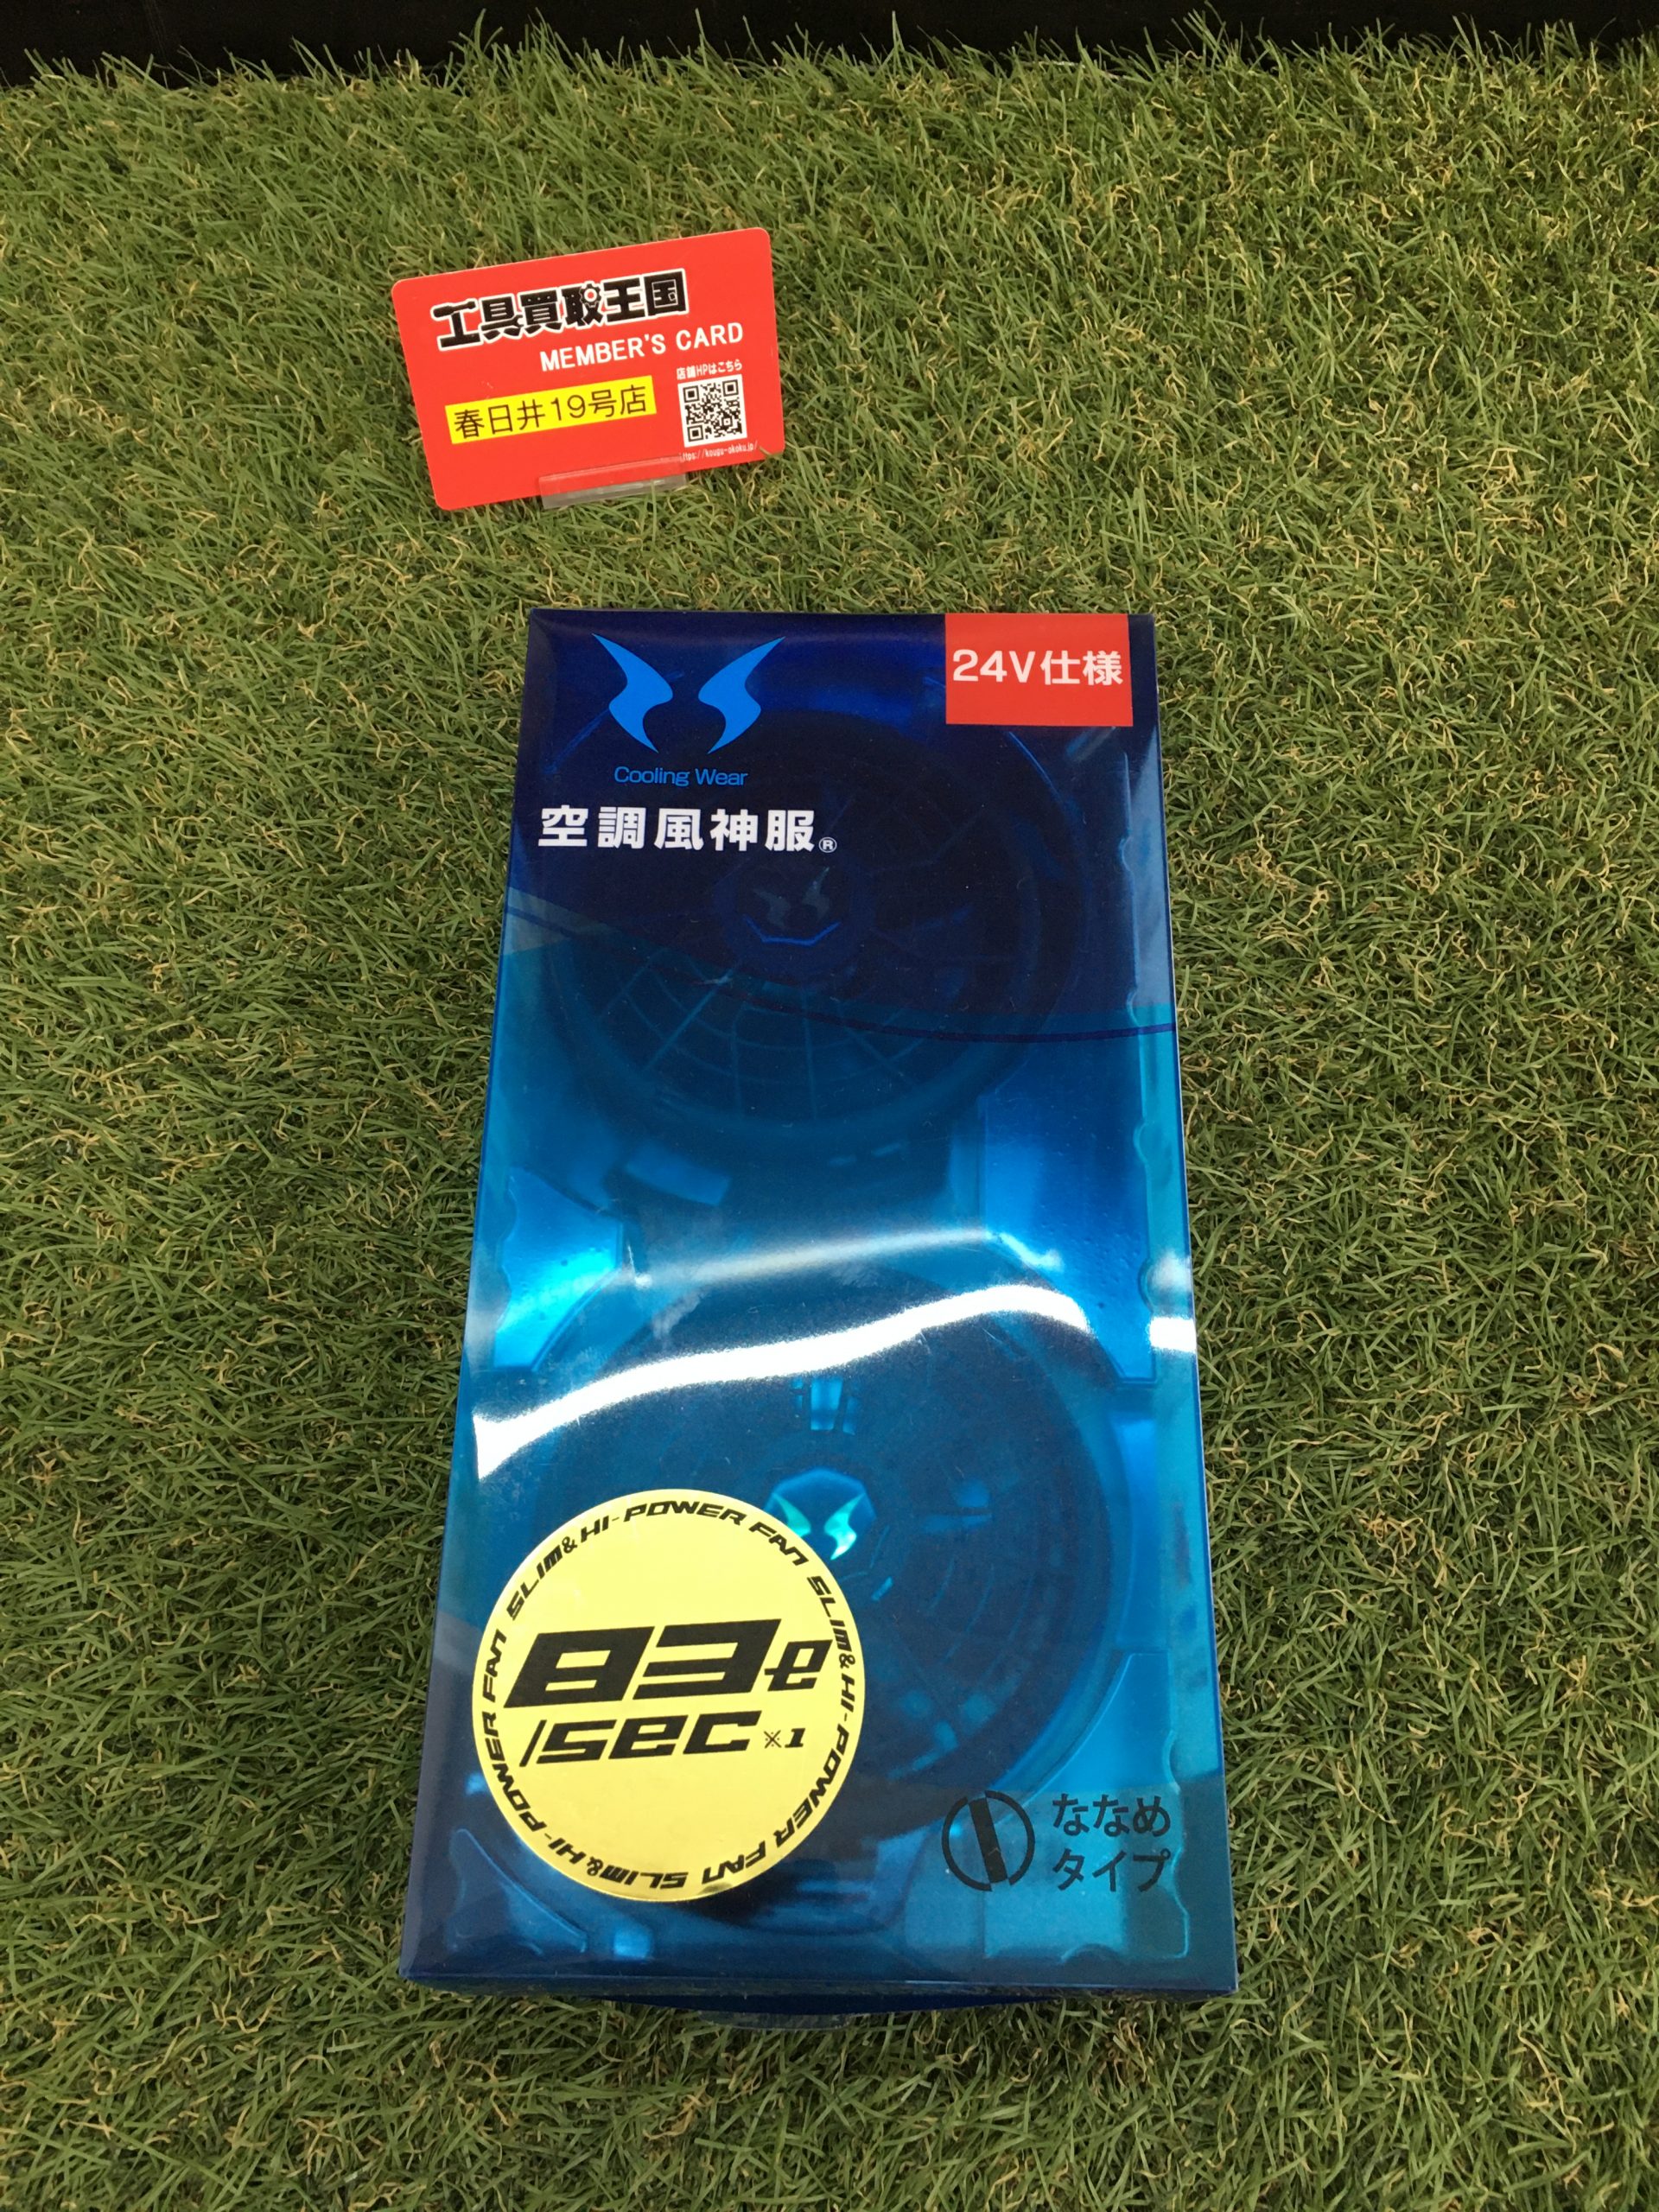 工具買取王国
MEMBER'S CARD
店舗HPはこちら
春日井19号店
24V仕様
Cooling Wear
空調風神服®
SLIM & HI-POWER FAN SLIM & HI-POWER FAN SLIM & HI-POWER FAN
83ℓ
/sec ※1
ななめ
タイプ